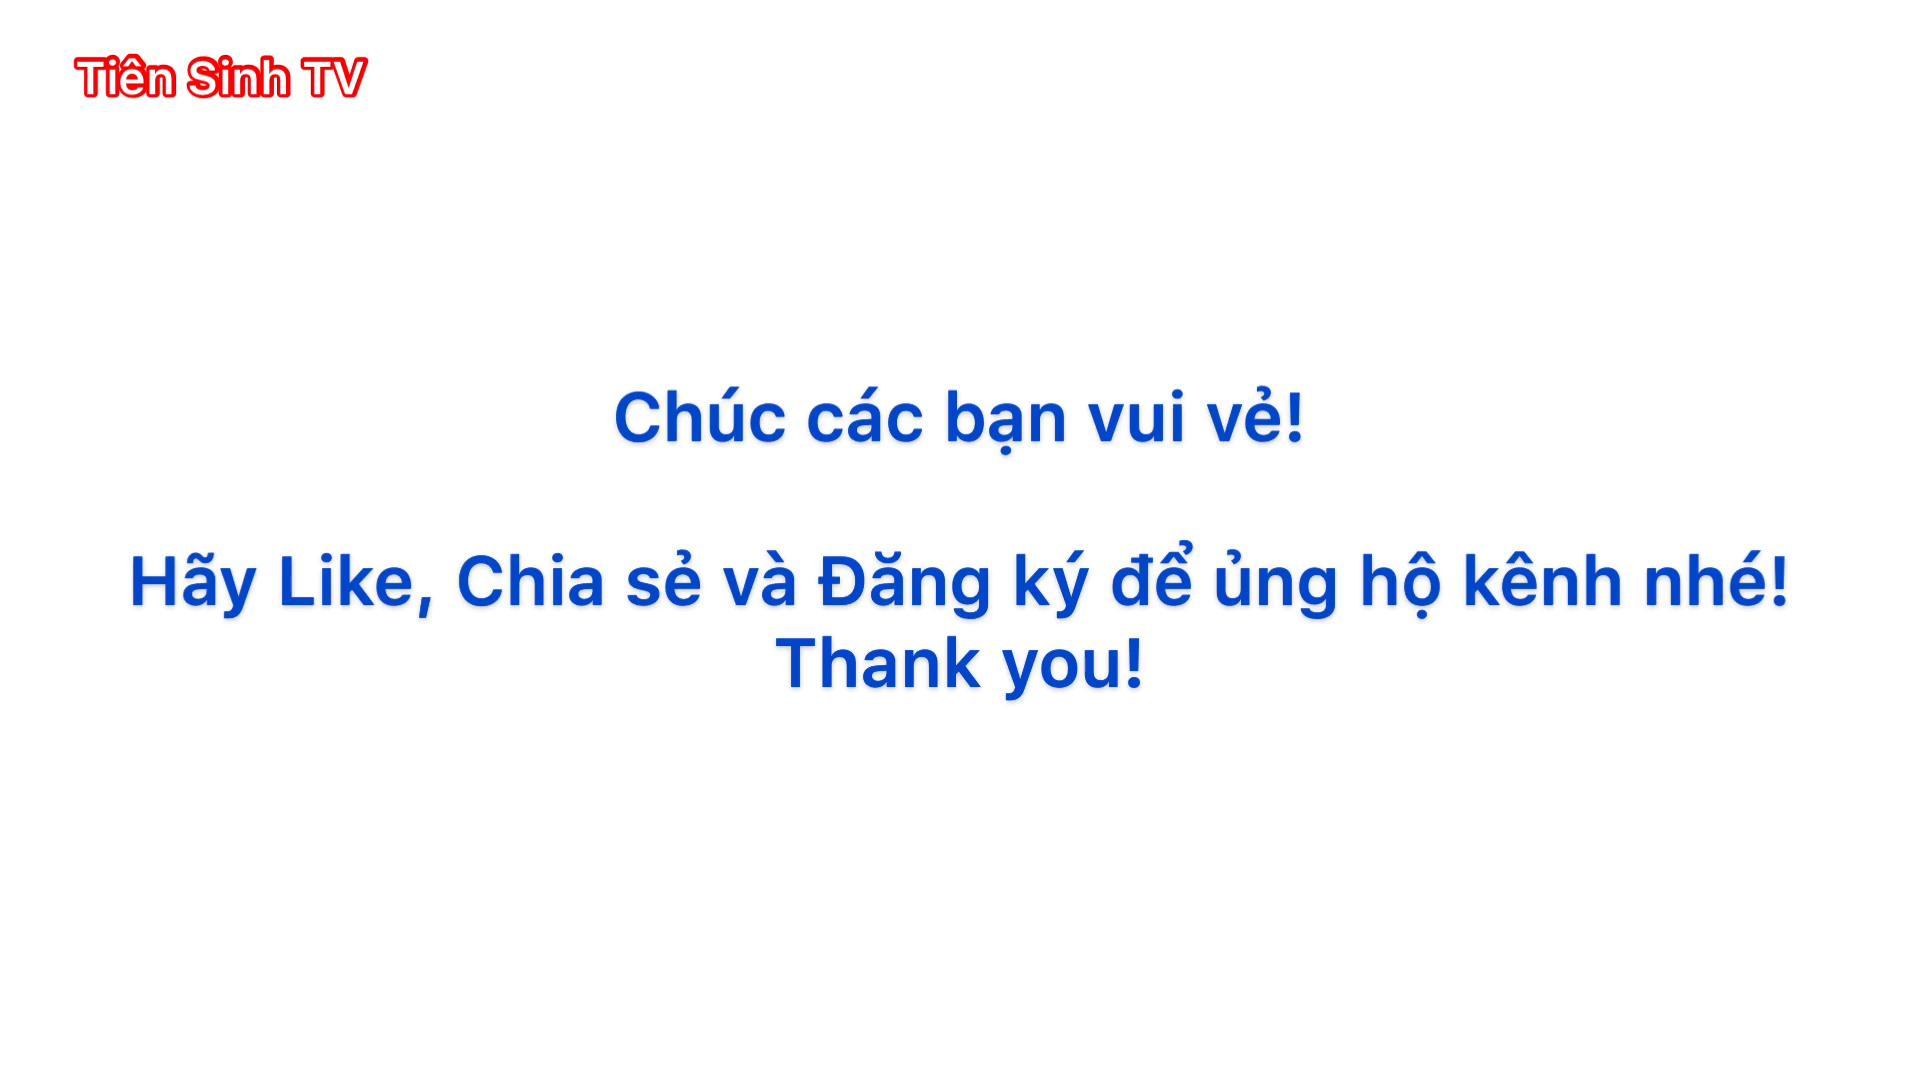 Tiên Sinh TV
Chúc các bạn vui vẻ!
Hãy Like, Chia sẻ và Đăng ký để ủng hộ kênh nhé!
Thank you!